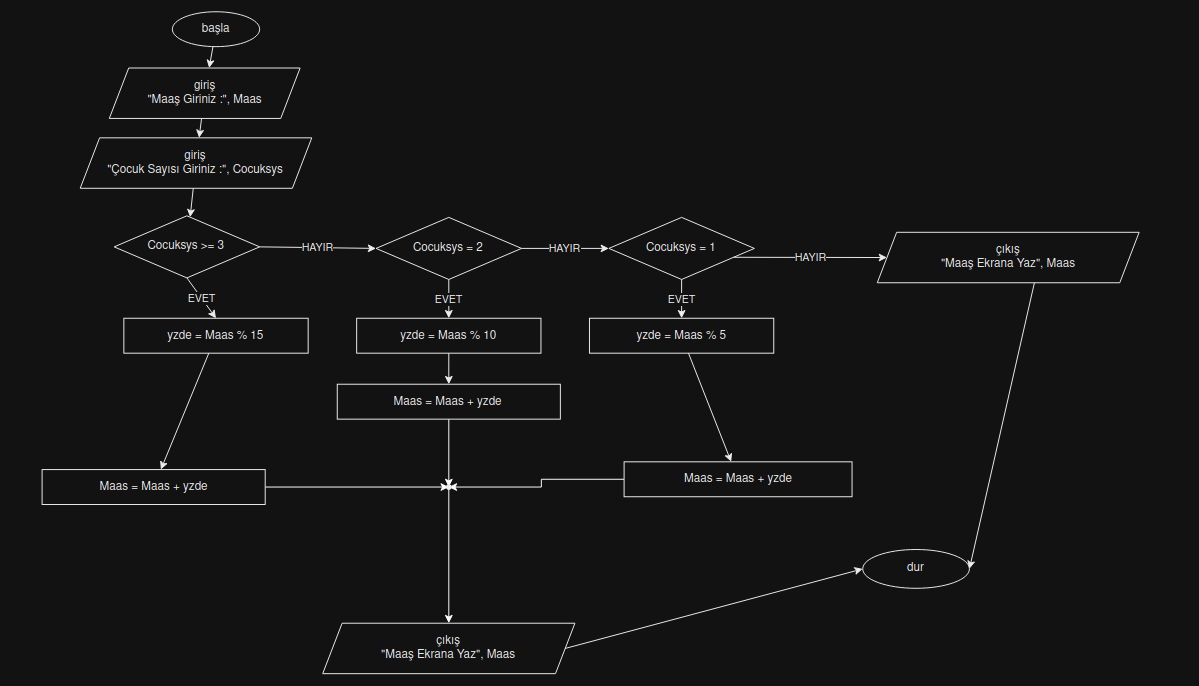 başla
giriş
"Maaş Giriniz :", Maas
giriş
"Çocuk Sayısı Giriniz :", Cocuksys
Cocuksys >= 3
HAYIR
Cocuksys = 2
HAYIR
Cocuksys = 1
HAYIR
çıkış
"Maaş Ekrana Yaz", Maas
EVET
EVET
EVET
yzde = Maas % 15
yzde = Maas % 10
yzde = Maas % 5
Maas = Maas + yzde
Maas = Maas + yzde
Maas = Maas + yzde
dur
çıkış
"Maaş Ekrana Yaz", Maas